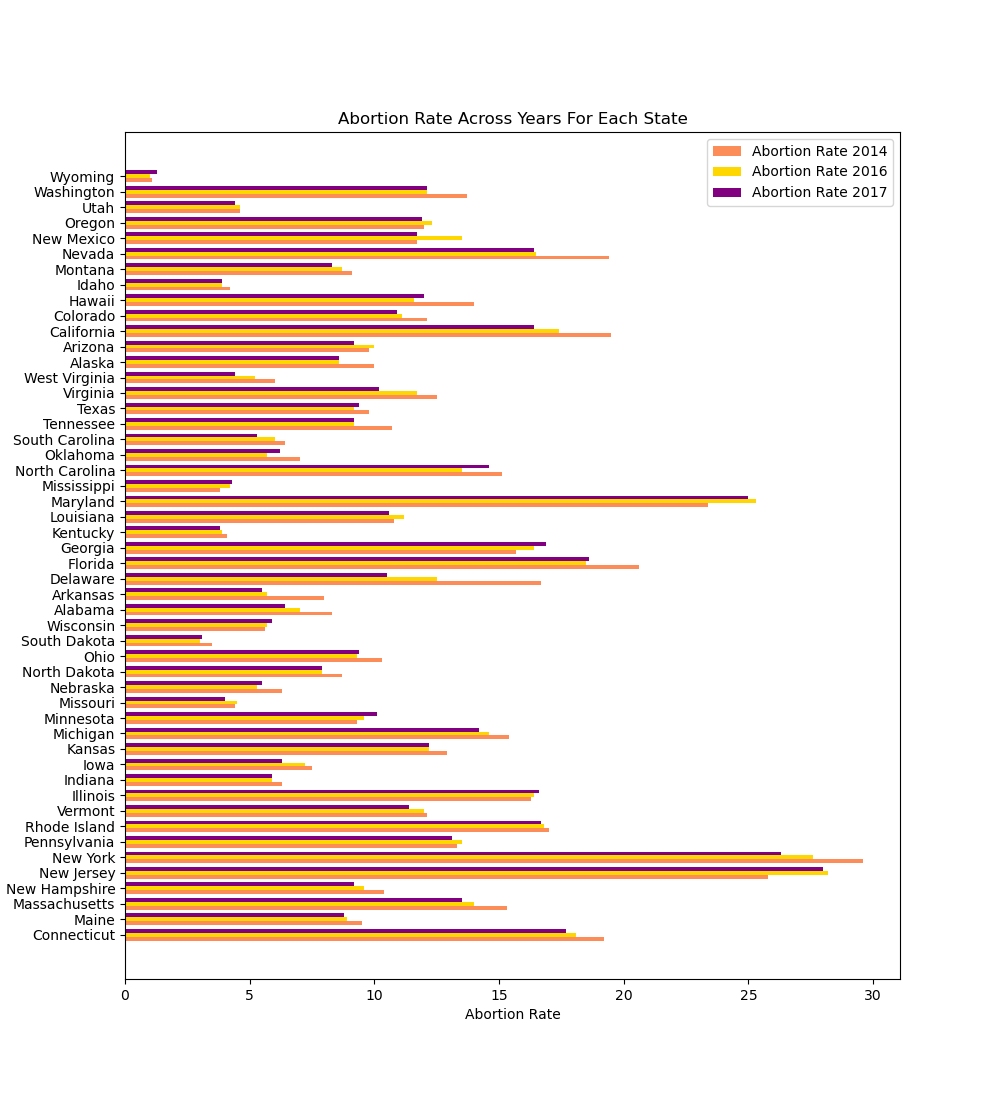 Abortion Rate Across Years For Each State
Abortion Rate 2014
Abortion Rate 2016
Abortion Rate 2017
Wyoming
Washington
Utah
Oregon
New Mexico
Nevada
Montana
Idaho
Hawaii
Colorado
California
Arizona
Alaska
West Virginia
Virginia
Texas
Tennessee
South Carolina
Oklahoma
North Carolina
Mississippi
Maryland
Louisiana
Kentucky
Georgia
Florida
Delaware
Arkansas
Alabama
Wisconsin
South Dakota
Ohio
North Dakota
Nebraska
Missouri
Minnesota
Michigan
Kansas
Iowa
Indiana
Illinois
Vermont
Rhode Island
Pennsylvania
New York
New Jersey
New Hampshire
Massachusetts
Maine
Connecticut
0 5 10 15 20 25 30
Abortion Rate